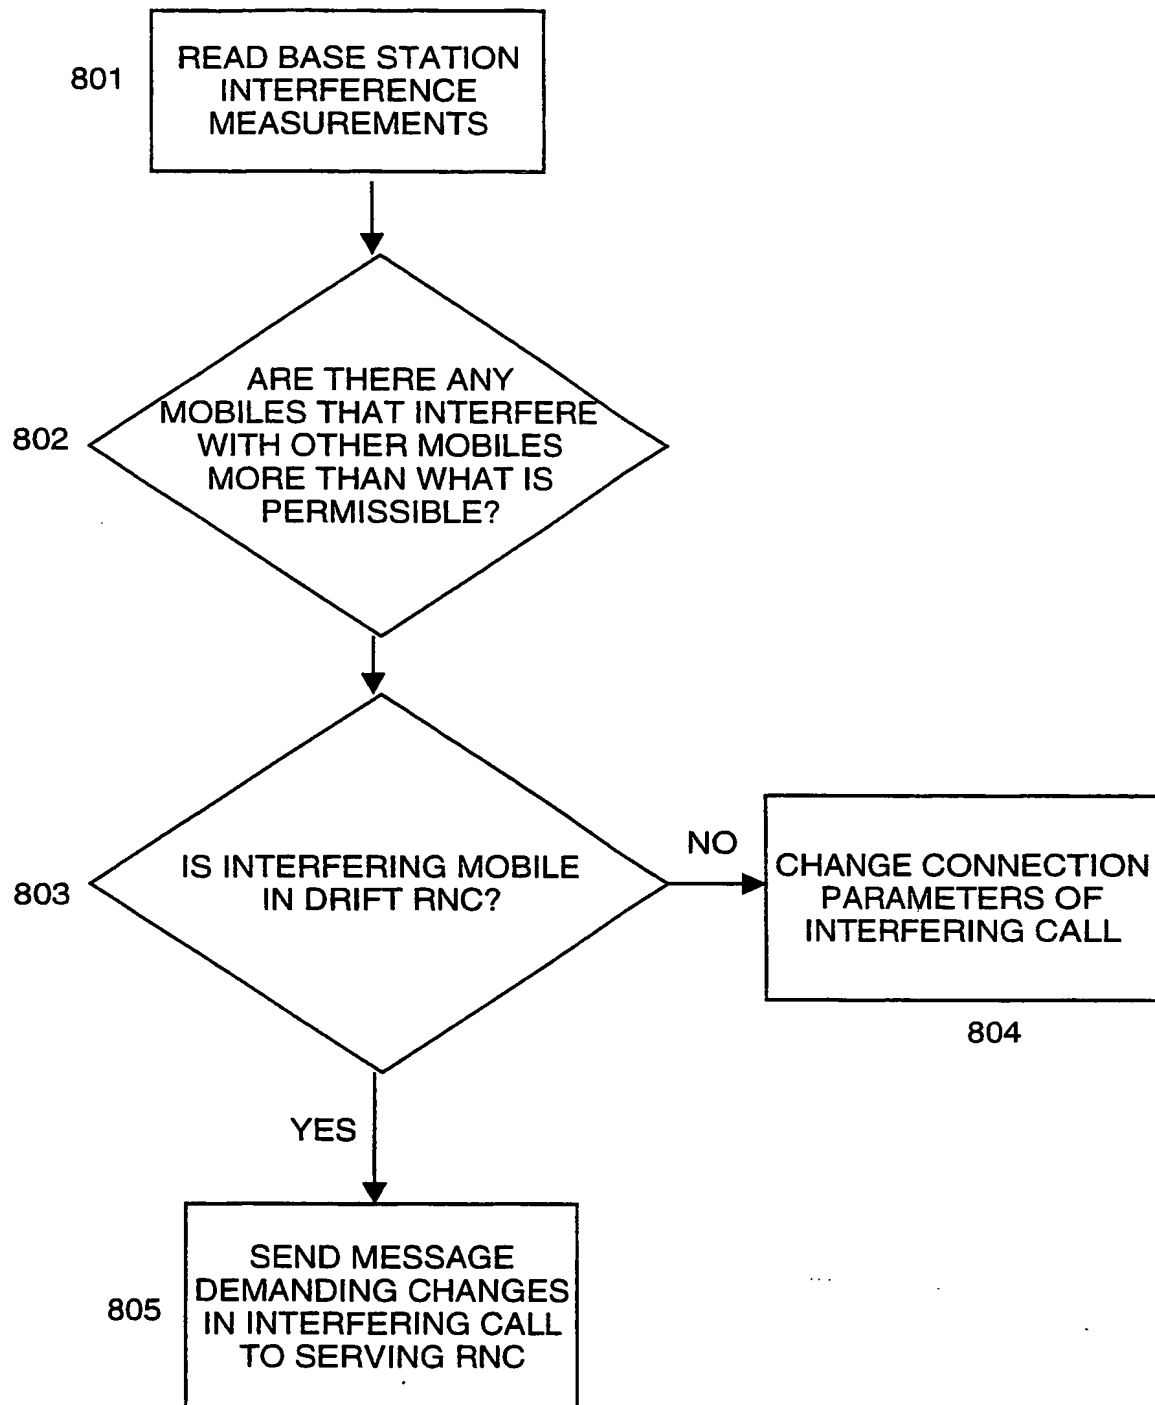 801
READ BASE STATION
INTERFERENCE
MEASUREMENTS
802
ARE THERE ANY
MOBILES THAT INTERFERE
WITH OTHER MOBILES
MORE THAN WHAT IS
PERMISSIBLE?
803
IS INTERFERING MOBILE
IN DRIFT RNC?
NO
CHANGE CONNECTION
PARAMETERS OF
INTERFERING CALL
804
YES
805
SEND MESSAGE
DEMANDING CHANGES
IN INTERFERING CALL
TO SERVING RNC